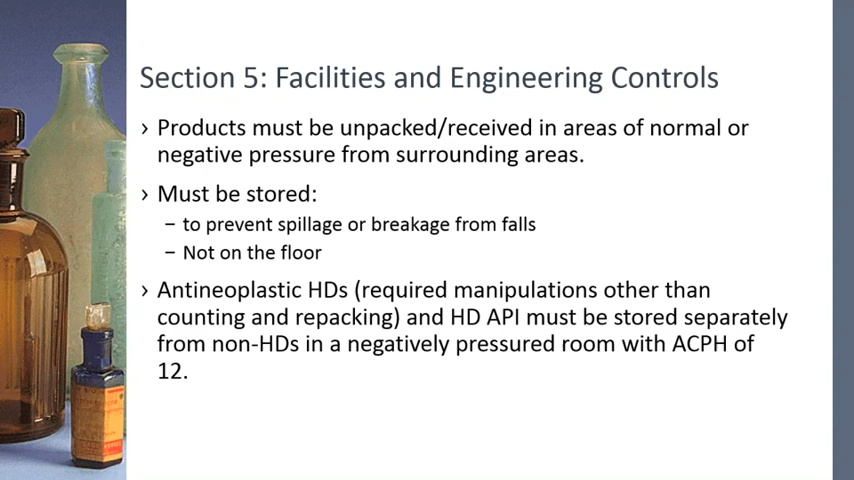 Section 5: Facilities and Engineering Controls
› Products must be unpacked/received in areas of normal or
negative pressure from surrounding areas.
› Must be stored:
– to prevent spillage or breakage from falls
– Not on the floor
› Antineoplastic HDs (required manipulations other than
counting and repacking) and HD API must be stored separately
from non-HDs in a negatively pressured room with ACPH of
12.